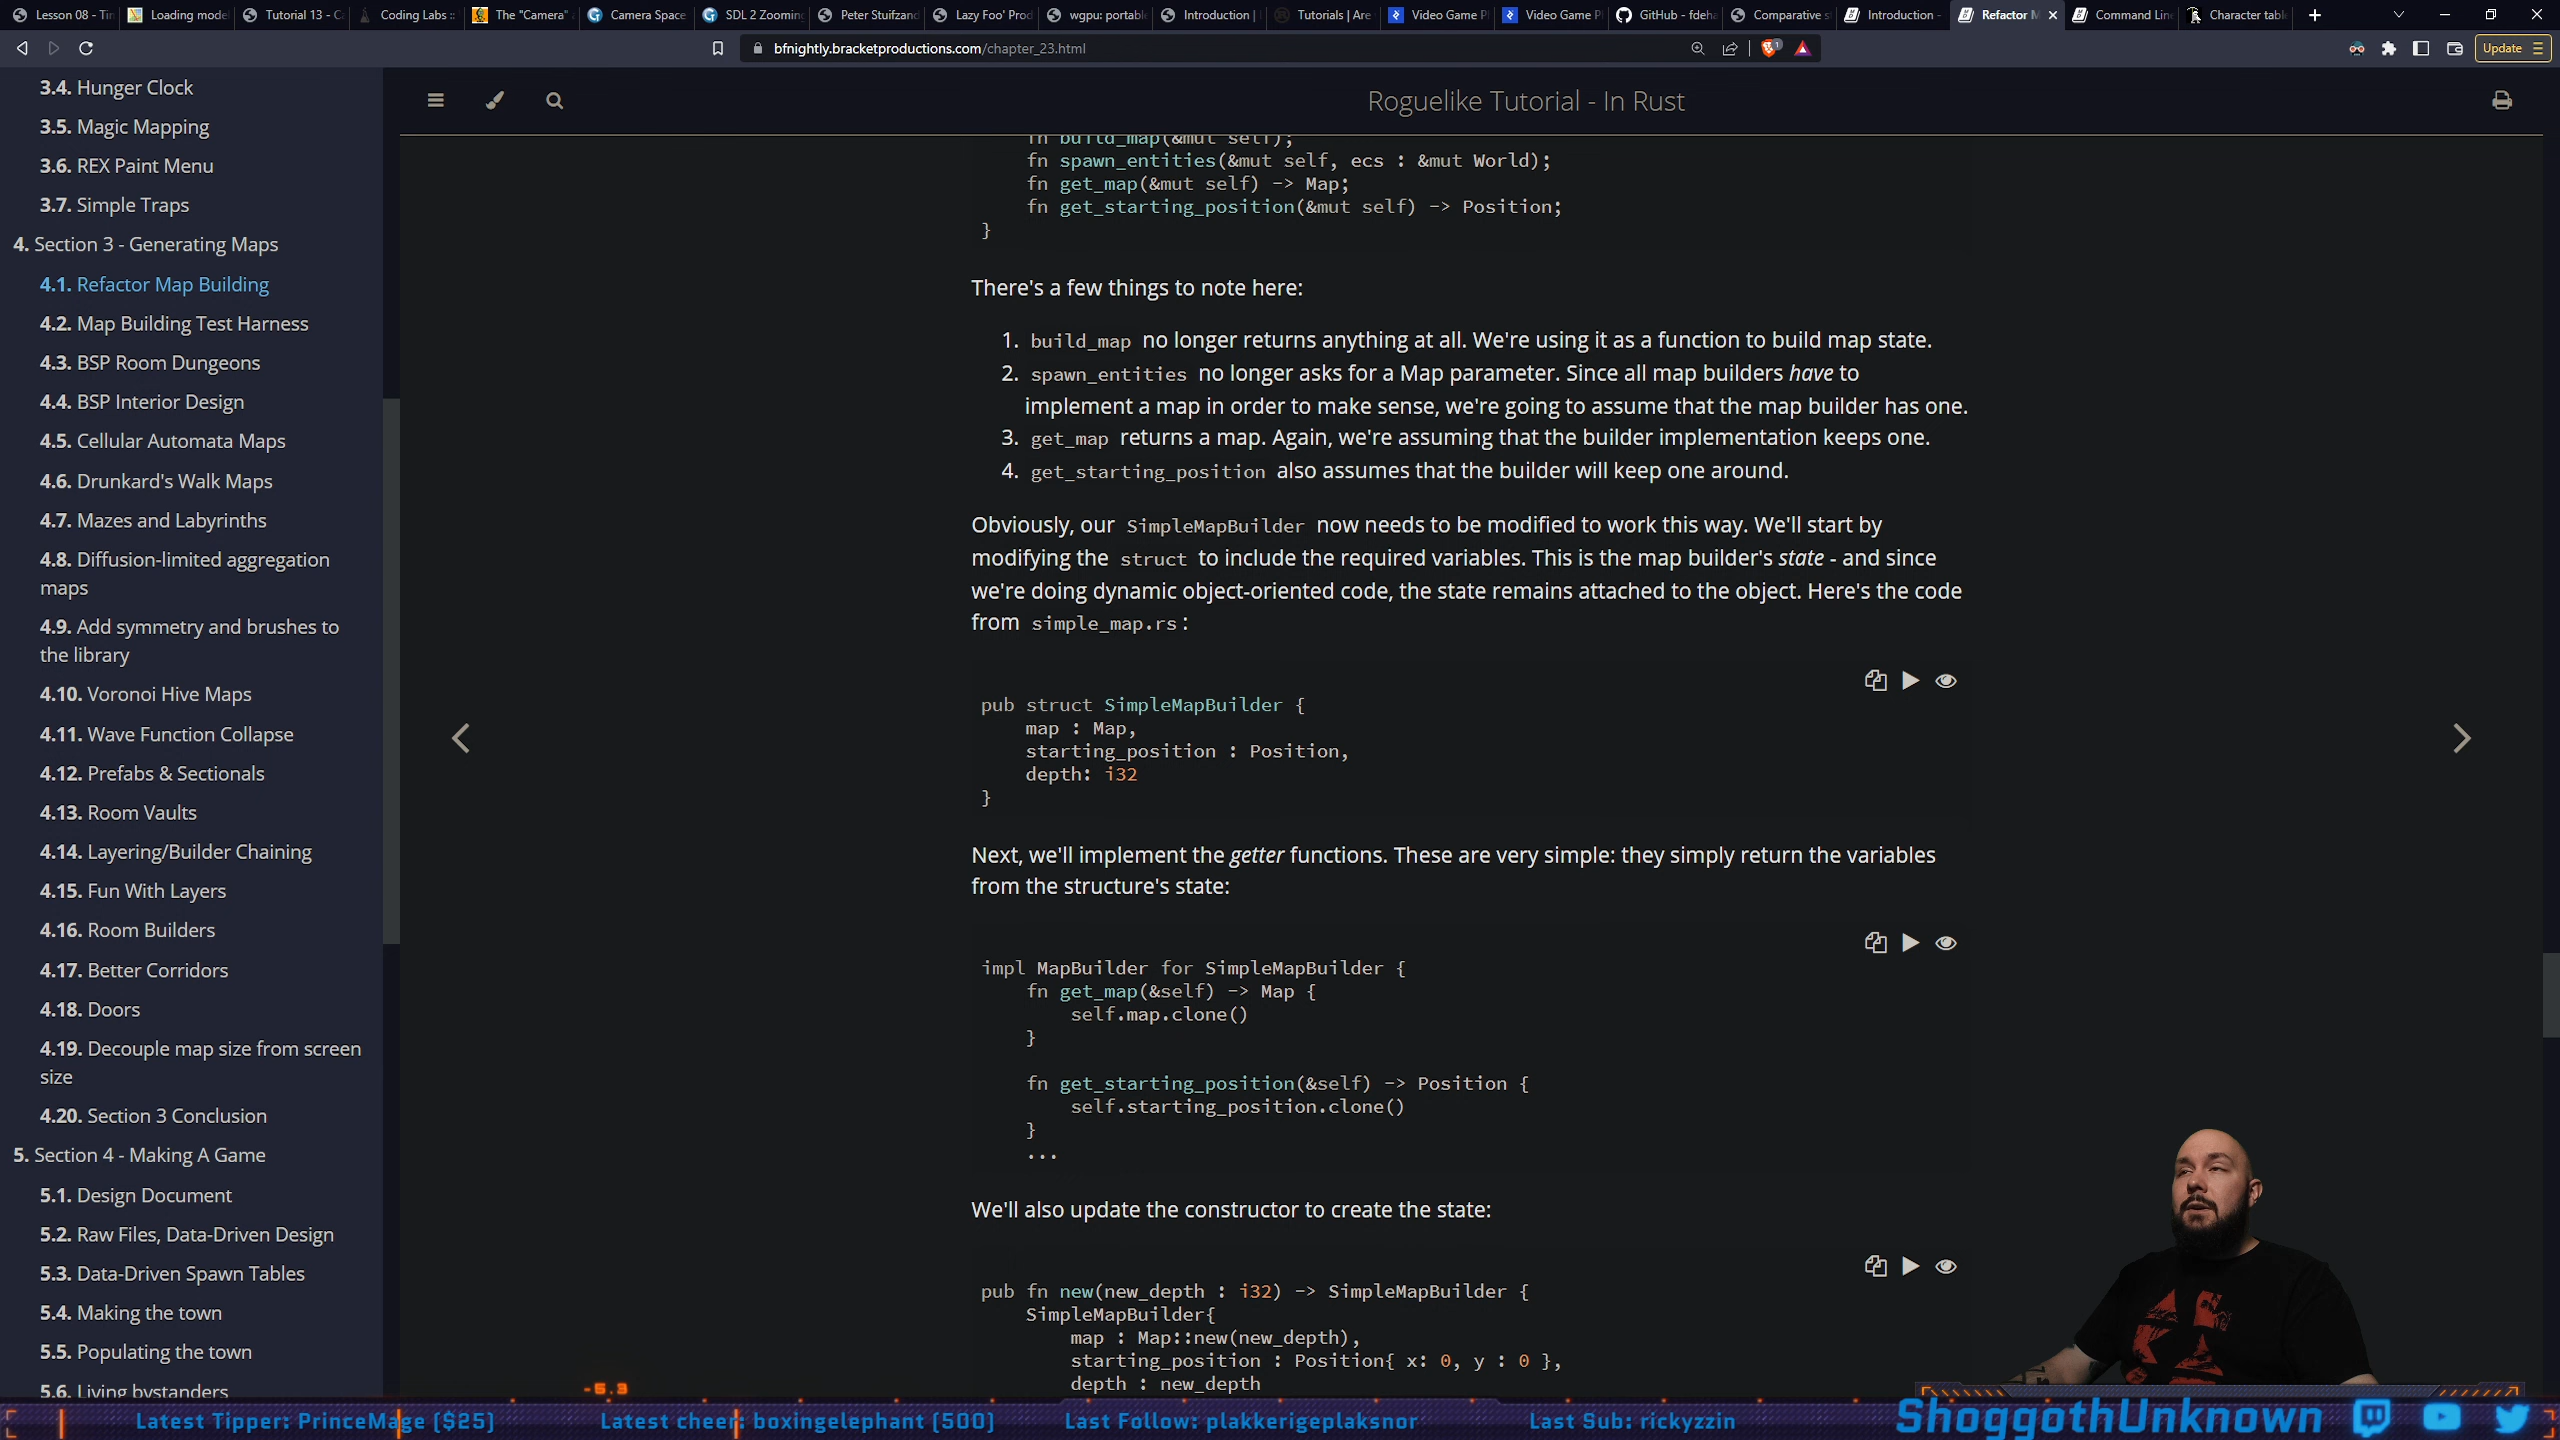 Lesson 08 - Tin
Loading mode
Tutorial 13 - C
Coding Labs ::
The "Camera"
Camera Space
SDL 2 Zooming
Peter Stuifzand
Lazy Foo' Prod
wgpu: portabl
Introduction |
Tutorials | Are
Video Game P
Video Game P
GitHub - fdeha
Comparative s
Introduction -
Refactor M
Command Lin
Character tabl
bfnightly.bracketproductions.com/chapter_23.html
Update
3.4. Hunger Clock
3.5. Magic Mapping
3.6. REX Paint Menu
3.7. Simple Traps
4. Section 3 - Generating Maps
4.1. Refactor Map Building
4.2. Map Building Test Harness
4.3. BSP Room Dungeons
4.4. BSP Interior Design
4.5. Cellular Automata Maps
4.6. Drunkard's Walk Maps
4.7. Mazes and Labyrinths
4.8. Diffusion-limited aggregation
maps
4.9. Add symmetry and brushes to
the library
4.10. Voronoi Hive Maps
4.11. Wave Function Collapse
4.12. Prefabs & Sectionals
4.13. Room Vaults
4.14. Layering/Builder Chaining
4.15. Fun With Layers
4.16. Room Builders
4.17. Better Corridors
4.18. Doors
4.19. Decouple map size from screen
size
4.20. Section 3 Conclusion
5. Section 4 - Making A Game
5.1. Design Document
5.2. Raw Files, Data-Driven Design
5.3. Data-Driven Spawn Tables
5.4. Making the town
5.5. Populating the town
5.6. Living bystanders
Roguelike Tutorial - In Rust
fn build_map(&mut self);
fn spawn_entities(&mut self, ecs : &mut World);
fn get_map(&mut self) -> Map;
fn get_starting_position(&mut self) -> Position;
}
There's a few things to note here:
1. build_map no longer returns anything at all. We're using it as a function to build map state.
2. spawn_entities no longer asks for a Map parameter. Since all map builders have to
implement a map in order to make sense, we're going to assume that the map builder has one.
3. get_map returns a map. Again, we're assuming that the builder implementation keeps one.
4. get_starting_position also assumes that the builder will keep one around.
Obviously, our SimpleMapBuilder now needs to be modified to work this way. We'll start by
modifying the struct to include the required variables. This is the map builder's state - and since
we're doing dynamic object-oriented code, the state remains attached to the object. Here's the code
from simple_map.rs:
pub struct SimpleMapBuilder {
map : Map,
starting_position : Position,
depth: i32
}
Next, we'll implement the getter functions. These are very simple: they simply return the variables
from the structure's state:
impl MapBuilder for SimpleMapBuilder {
fn get_map(&self) -> Map {
self.map.clone()
}
fn get_starting_position(&self) -> Position {
self.starting_position.clone()
}
...
We'll also update the constructor to create the state:
pub fn new(new_depth : i32) -> SimpleMapBuilder {
SimpleMapBuilder{
map : Map::new(new_depth),
starting_position : Position{ x: 0, y : 0 },
depth : new_depth
-5.3
Latest Tipper: PrinceMage ($25)
Latest cheer: boxingelephant (500)
Last Follow: plakkerigeplaksnor
Last Sub: rickyzzin
ShoggothUnknown